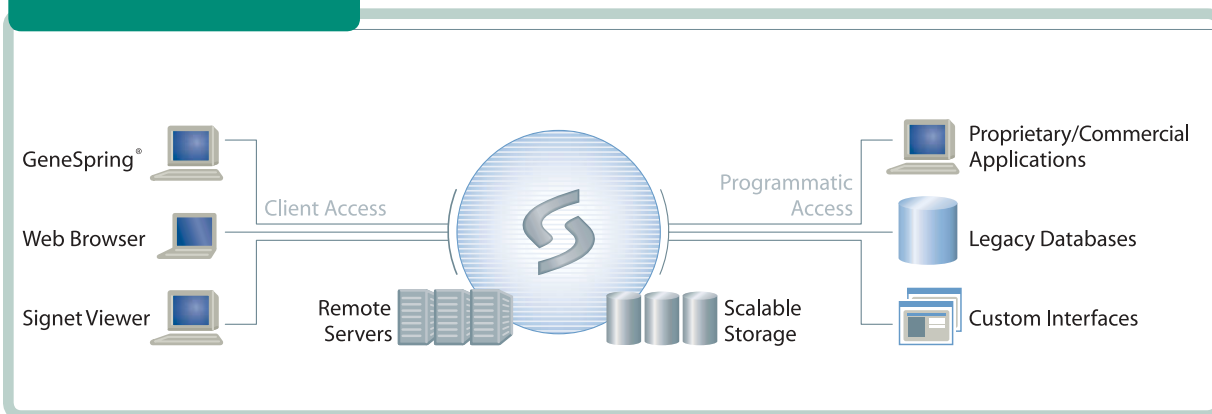 GeneSpring®
Client Access
Web Browser
Signet Viewer
Remote
Servers
Scalable
Storage
Programmatic
Access
Proprietary/Commercial
Applications
Legacy Databases
Custom Interfaces